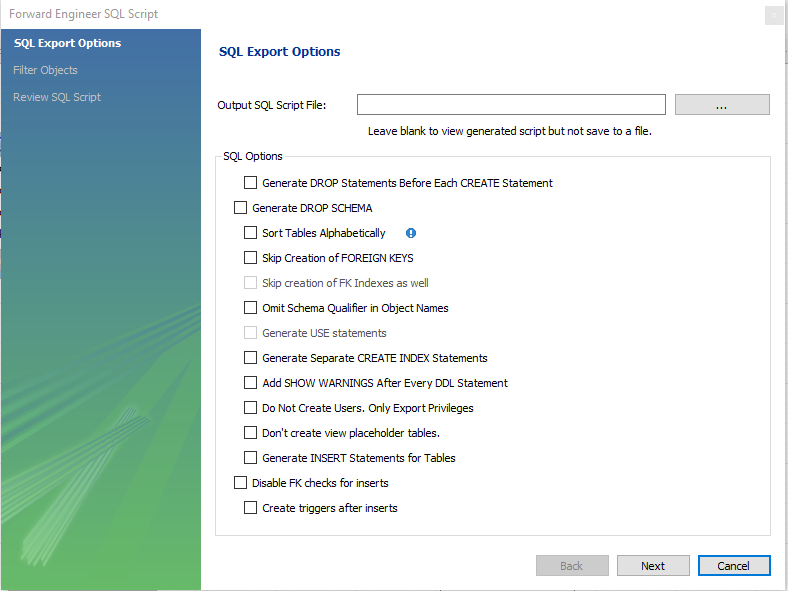 Forward Engineer SQL Script
SQL Export Options
Filter Objects
Review SQL Script
SQL Export Options
Output SQL Script File:
...
Leave blank to view generated script but not save to a file.
SQL Options
Generate DROP Statements Before Each CREATE Statement
Generate DROP SCHEMA
Sort Tables Alphabetically
Skip Creation of FOREIGN KEYS
Skip creation of FK Indexes as well
Omit Schema Qualifier in Object Names
Generate USE statements
Generate Separate CREATE INDEX Statements
Add SHOW WARNINGS After Every DDL Statement
Do Not Create Users. Only Export Privileges
Don't create view placeholder tables.
Generate INSERT Statements for Tables
Disable FK checks for inserts
Create triggers after inserts
Back Next Cancel